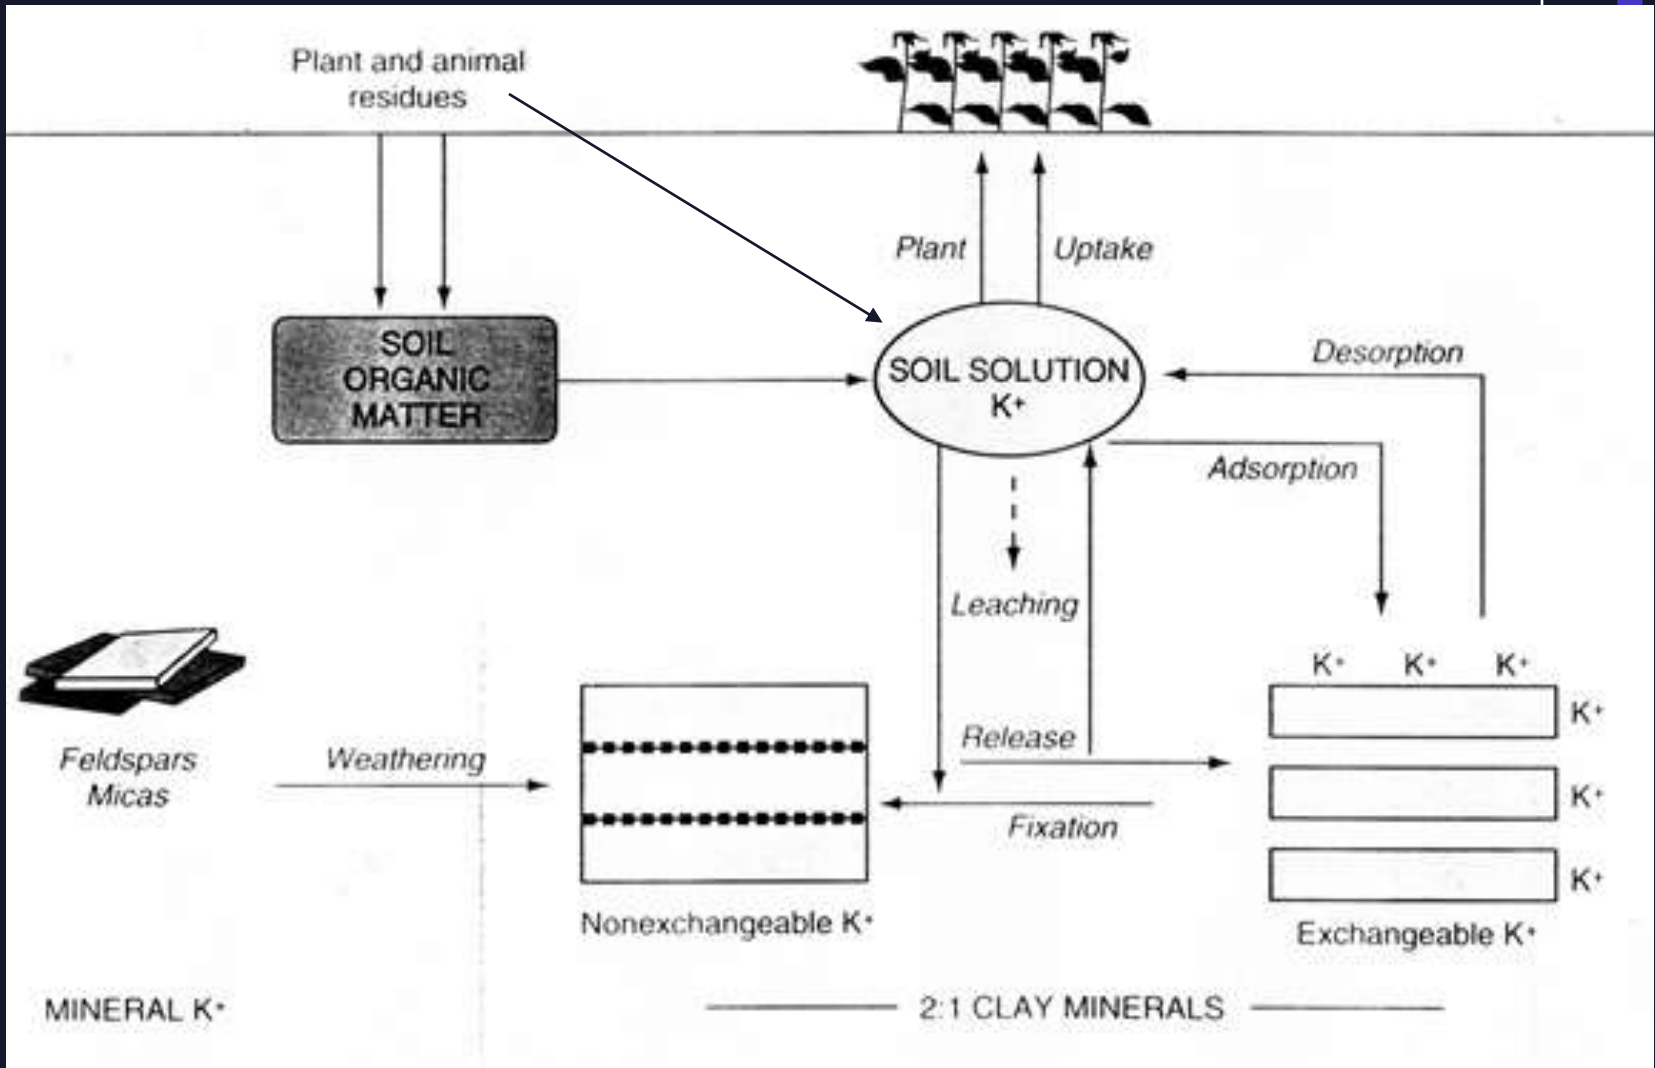 Plant and animal
residues
Plant
Uptake
SOIL
ORGANIC
MATTER
SOIL SOLUTION
K+
Desorption
Adsorption
Leaching
Feldspars
Micas
Weathering
Release
Fixation
K+ K+ K+
K+
K+
K+
Nonexchangeable K+
Exchangeable K+
MINERAL K+
2:1 CLAY MINERALS